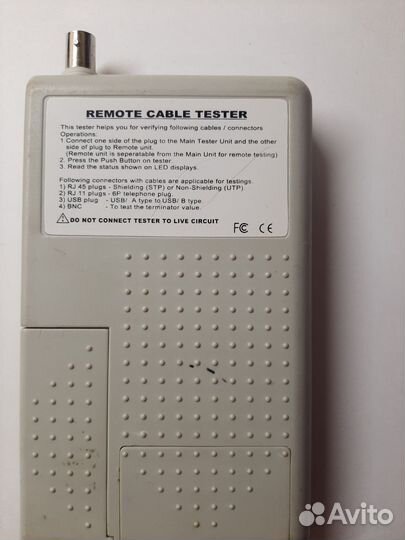 REMOTE CABLE TESTER
This tester helps you for verifying following cables / connectors
Operations:
1 Connect one side of the plug to the Main Tester Unit and the other
side of plug to Remote unit.
(Remote unit is seperatable from the Main Unit for remote testing)
2. Press the Push Button on tester.
3. Read the status shown on LED displays.
Following connectors with cables are applicable for testings.
1) RJ 45 plugs - Shielding (STP) or Non-Shielding (UTP).
2) RJ 11 plugs - 6P telephone plug.
3) USB plug - USB/ A type to USB/ B type.
4) BNC - To test the terminator value.
DO NOT CONNECT TESTER TO LIVE CIRCUIT
FC CE
Avito